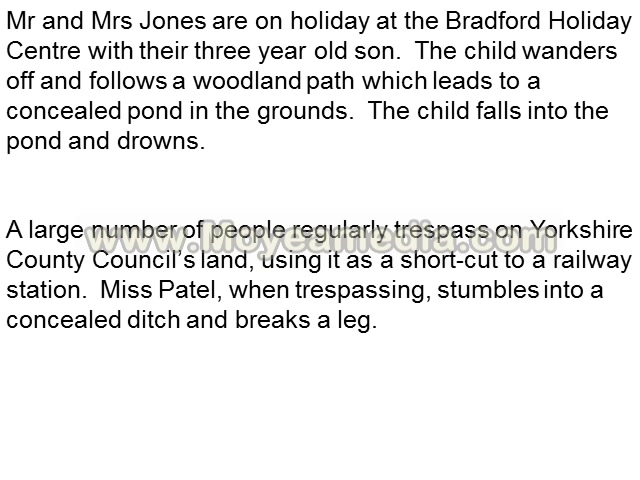 Mr and Mrs Jones are on holiday at the Bradford Holiday
Centre with their three year old son.  The child wanders
off and follows a woodland path which leads to a
concealed pond in the grounds.  The child falls into the
pond and drowns.
A large number of people regularly trespass on Yorkshire
www.Moyeamedia.com
County Council’s land, using it as a short-cut to a railway
station.  Miss Patel, when trespassing, stumbles into a
concealed ditch and breaks a leg.